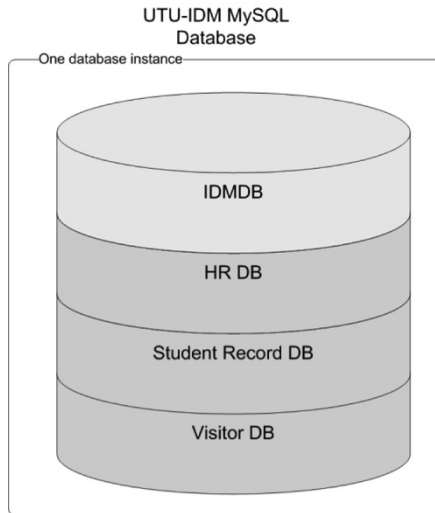 UTU-IDM MySQL
Database
One database instance
IDMDB
HR DB
Student Record DB
Visitor DB